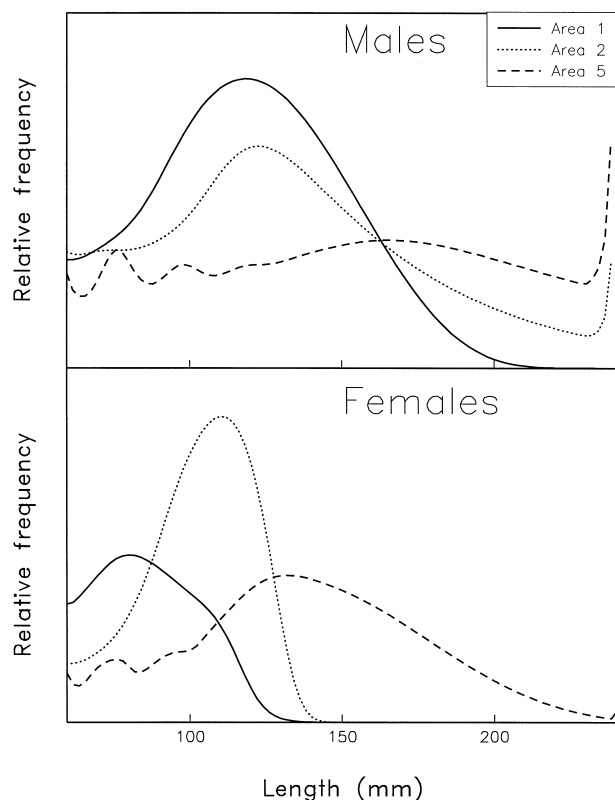 Males
Area 1
Area 2
Area 5
Relative frequency
Females
Relative frequency
100
150
200
Length (mm)